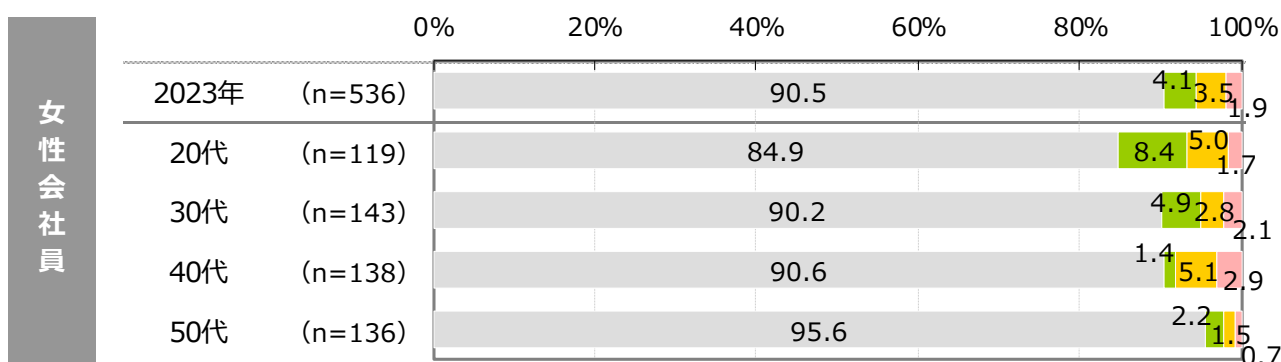 0% 20% 40% 60% 80% 100%
女性会社員
2023年 （n=536） 90.5 4.1 3.5 1.9
20代 （n=119） 84.9 8.4 5.0 1.7
30代 （n=143） 90.2 4.9 2.8 2.1
40代 （n=138） 90.6 1.4 5.1 2.9
50代 （n=136） 95.6 2.2 1.5 0.7